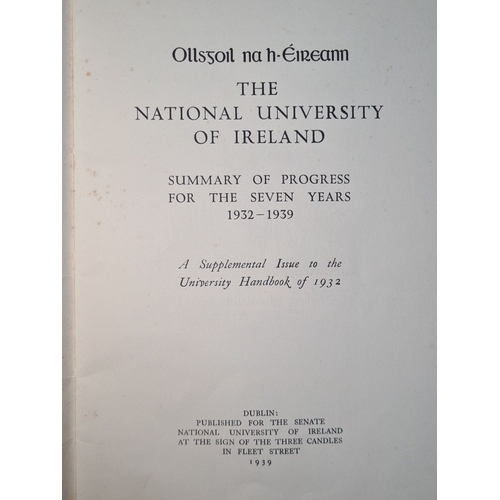 Ollsgoil na h-Éireann
THE
NATIONAL UNIVERSITY
OF IRELAND
SUMMARY OF PROGRESS
FOR THE SEVEN YEARS
1932–1939
A Supplemental Issue to the
University Handbook of 1932
DUBLIN:
PUBLISHED FOR THE SENATE
NATIONAL UNIVERSITY OF IRELAND
AT THE SIGN OF THE THREE CANDLES
IN FLEET STREET
1939